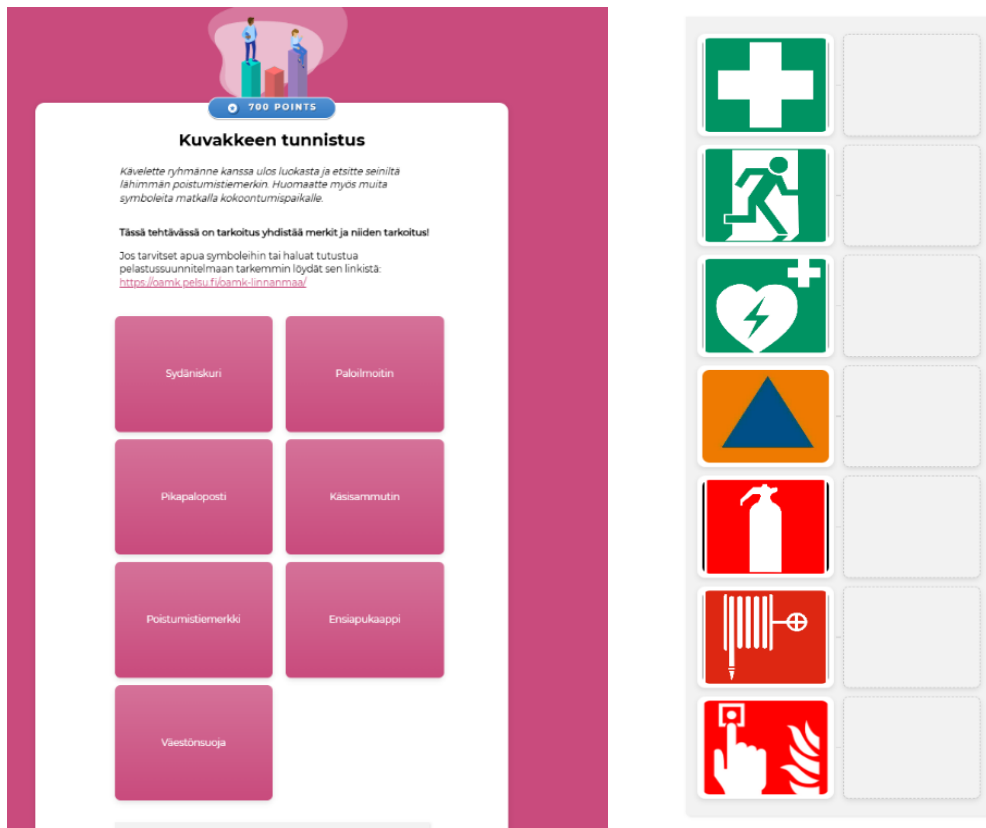 700 POINTS
Kuvakkeen tunnistus
Kävelette ryhmänne kanssa ulos luokasta ja etsitte seiniltä
lähimmän poistumistiemerkin. Huomaatte myös muita
symboleita matkalla kokoontumispaikalle.
Tässä tehtävässä on tarkoitus yhdistää merkit ja niiden tarkoitus!
Jos tarvitset apua symboleihin tai haluat tutustua
pelastussuunnitelmaan tarkemmin löydät sen linkistä:
https://oamk.pelsu.fi/oamk-linnanmaa/
Sydäniskuri
Paloilmoitin
Pikapaloposti
Käsisammutin
Poistumistiemerkki
Ensiapukaappi
Väestönsuoja